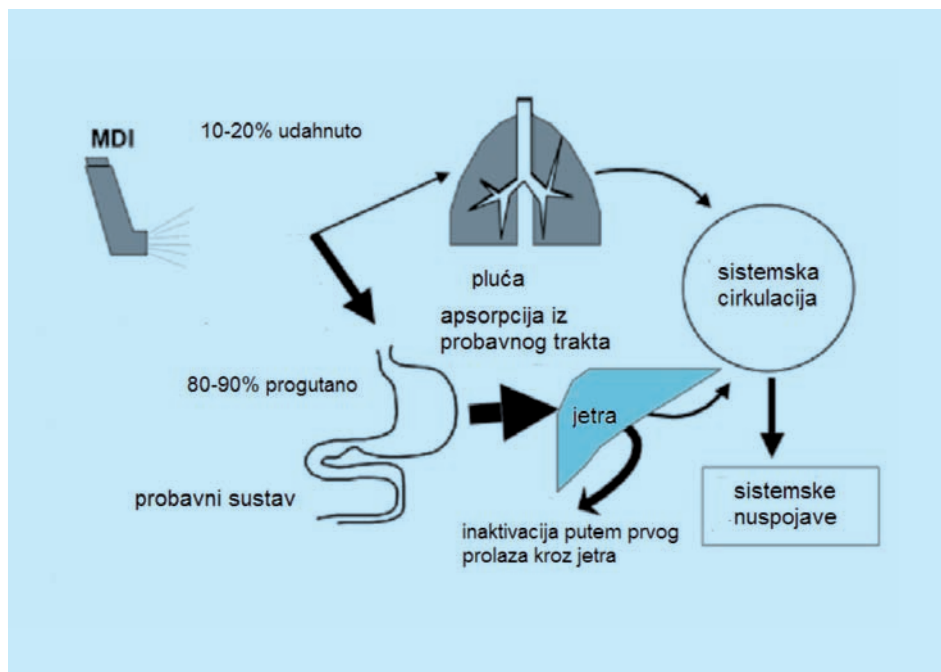 MDI
10-20% udahnuto
pluća
sistemska
cirkulacija
apsorpcija iz
probavnog trakta
80-90% progutano
jetra
probavni sustav
inaktivacija putem prvog
prolaza kroz jetra
sistemske
nuspojave